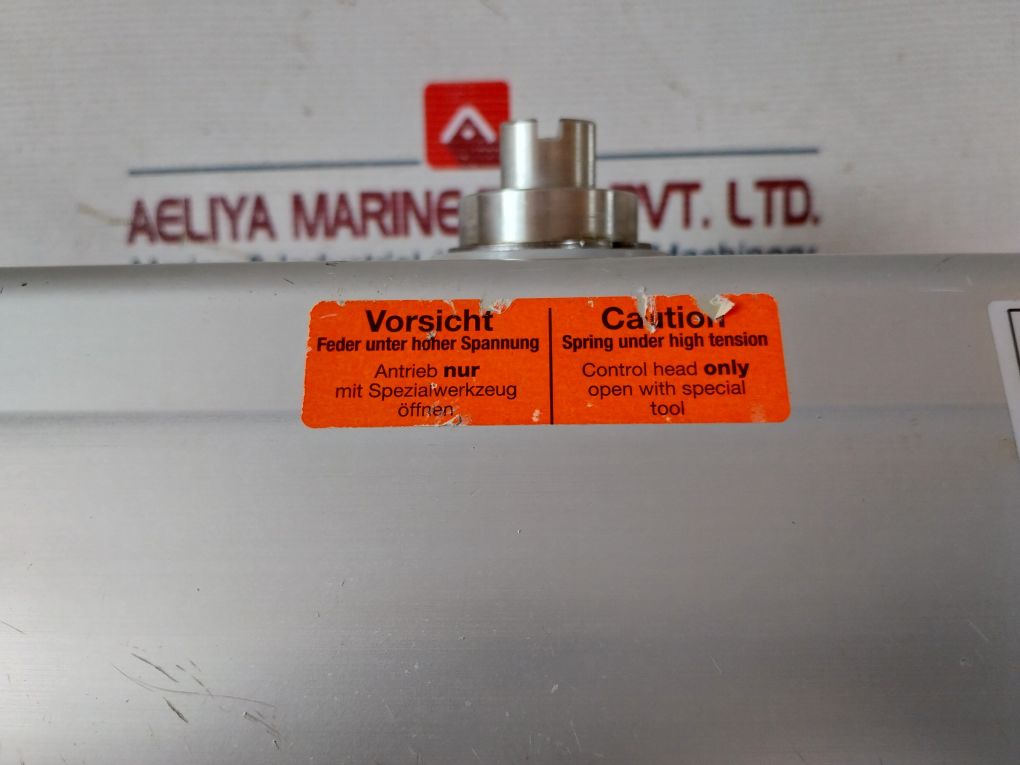 AELIYA MARINE PVT. LTD.
Machinery
Vorsicht
Feder unter hoher Spannung
Antrieb nur
mit Spezialwerkzeug
öffnen
Caution
Spring under high tension
Control head only
open with special
tool